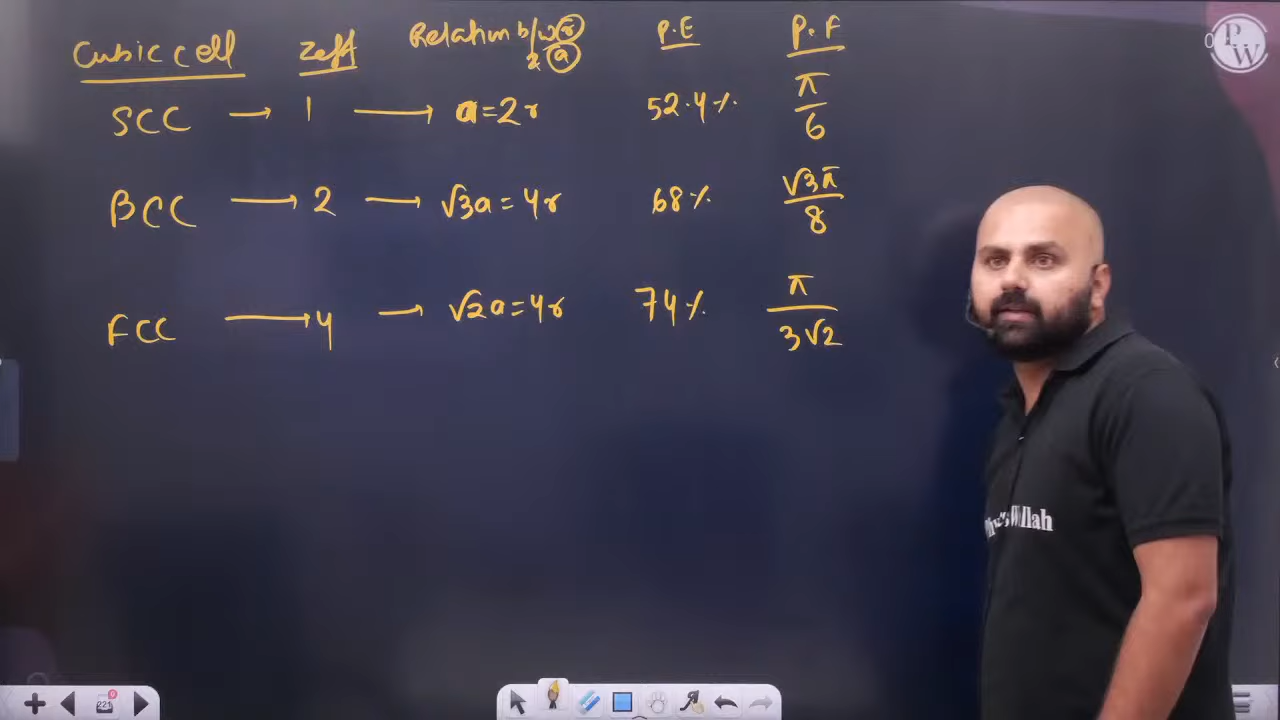 Cubic cell Zeff Relation b/w r & a P.E P.F
SCC → 1 → a=2r 52.4% π/6
BCC → 2 → √3a = 4r 68% √3π/8
FCC → 4 → √2a = 4r 74% π/3√2
PW
Wallah
221